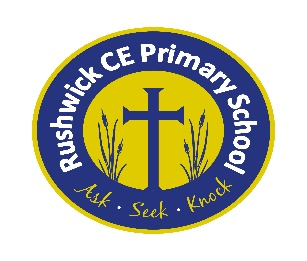 Rushwick CE Primary School
Ask · Seek · Knock